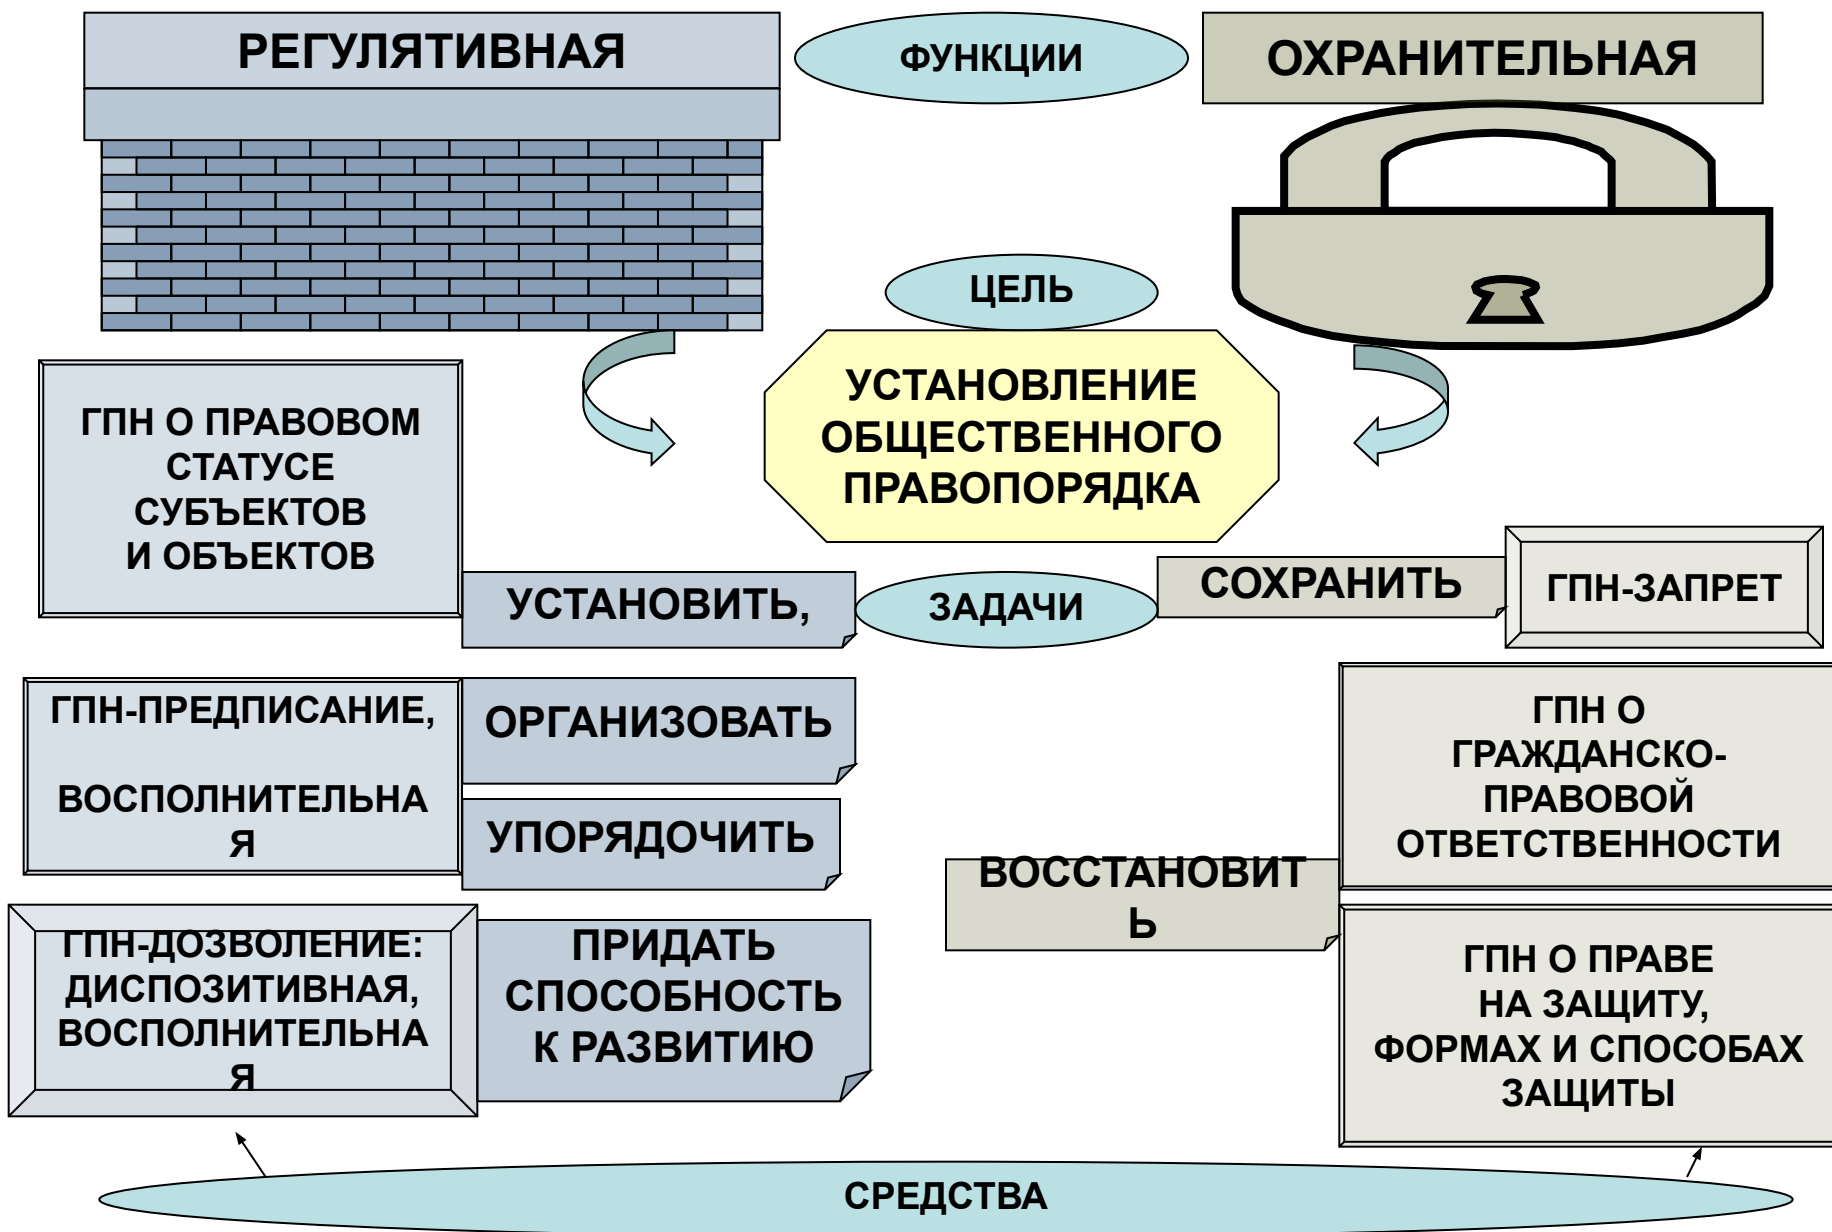 РЕГУЛЯТИВНАЯ
ФУНКЦИИ
ОХРАНИТЕЛЬНАЯ
ЦЕЛЬ
УСТАНОВЛЕНИЕ
ОБЩЕСТВЕННОГО
ПРАВОПОРЯДКА
ГПН О ПРАВОВОМ
СТАТУСЕ
СУБЪЕКТОВ
И ОБЪЕКТОВ
УСТАНОВИТЬ,
ЗАДАЧИ
СОХРАНИТЬ
ГПН-ЗАПРЕТ
ГПН-ПРЕДПИСАНИЕ,
ВОСПОЛНИТЕЛЬНА
Я
ОРГАНИЗОВАТЬ
УПОРЯДОЧИТЬ
ГПН О
ГРАЖДАНСКО-
ПРАВОВОЙ
ОТВЕТСТВЕННОСТИ
ВОССТАНОВИТ
Ь
ГПН-ДОЗВОЛЕНИЕ:
ДИСПОЗИТИВНАЯ,
ВОСПОЛНИТЕЛЬНА
Я
ПРИДАТЬ
СПОСОБНОСТЬ
К РАЗВИТИЮ
ГПН О ПРАВЕ
НА ЗАЩИТУ,
ФОРМАХ И СПОСОБАХ
ЗАЩИТЫ
СРЕДСТВА